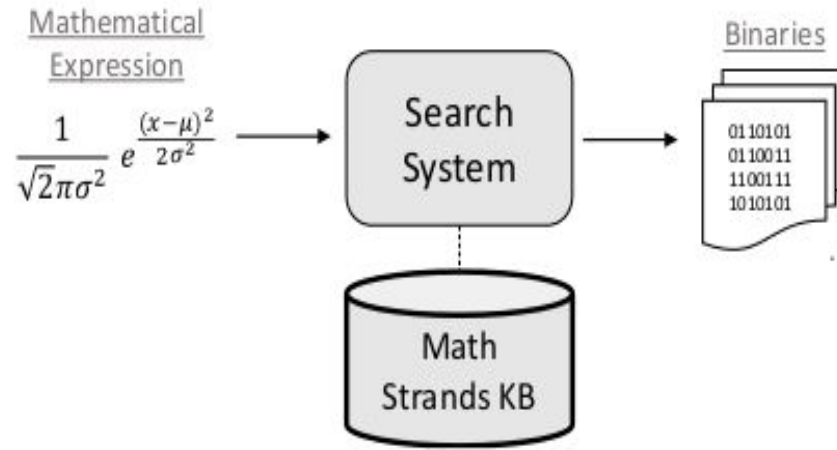 Mathematical
Expression
1/√2πσ² e^((x−μ)²/2σ²)
Search
System
Math
Strands KB
Binaries
0110101
0110011
1100111
1010101